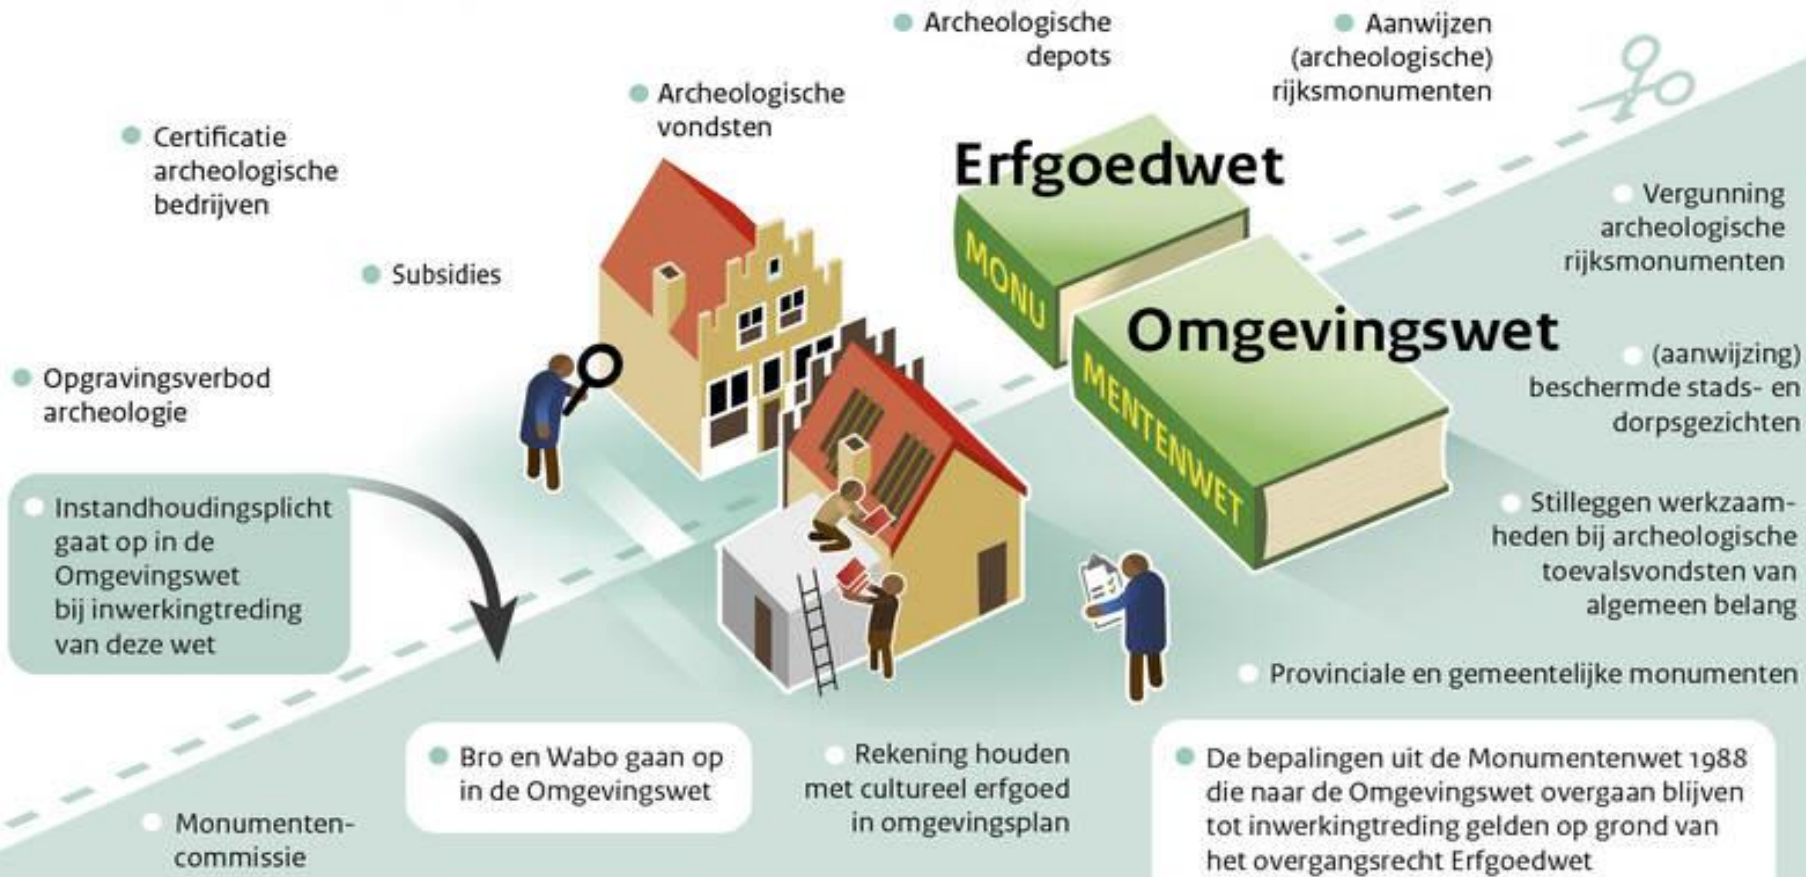 Archeologische
depots
Aanwijzen
(archeologische)
rijksmonumenten
Archeologische
vondsten
Certificatie
archeologische
bedrijven
Erfgoedwet
MONU
Vergunning
archeologische
rijksmonumenten
Subsidies
Omgevingswet
MENTENWET
(aanwijzing)
beschermde stads- en
dorpsgezichten
Opgravingsverbod
archeologie
Instandhoudingsplicht
gaat op in de
Omgevingswet
bij inwerkingtreding
van deze wet
Stilleggen werkzaam-
heden bij archeologische
toevalsvondsten van
algemeen belang
Provinciale en gemeentelijke monumenten
Bro en Wabo gaan op
in de Omgevingswet
Rekening houden
met cultureel erfgoed
in omgevingsplan
De bepalingen uit de Monumentenwet 1988
die naar de Omgevingswet overgaan blijven
tot inwerkingtreding gelden op grond van
het overgangsrecht Erfgoedwet
Monumenten-
commissie